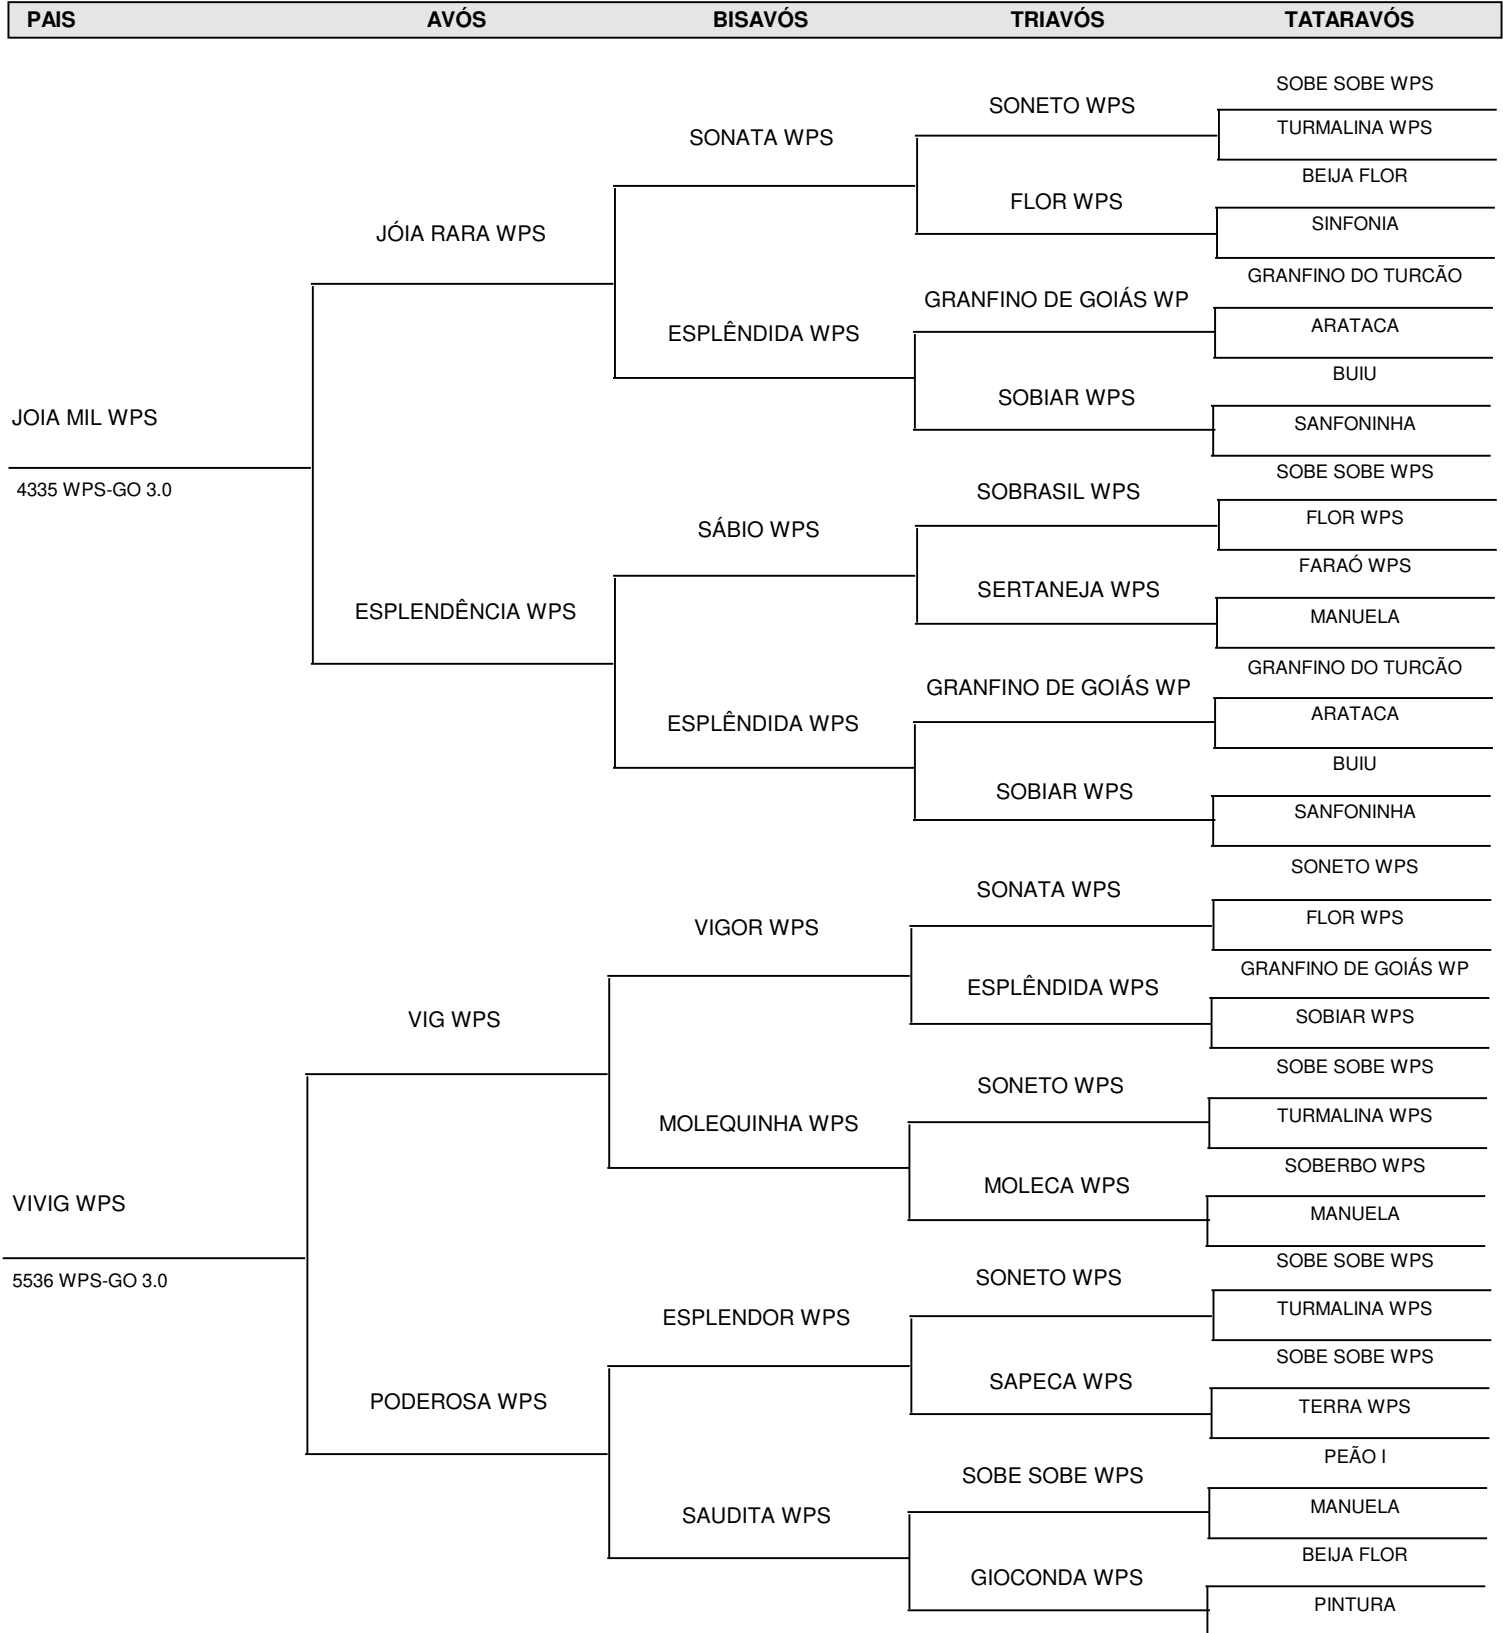 PAIS AVÓS BISAVÓS TRIAVÓS TATARAVÓS
SOBE SOBE WPS
SONETO WPS
TURMALINA WPS
SONATA WPS
BEIJA FLOR
FLOR WPS
SINFONIA
JÓIA RARA WPS
GRANFINO DO TURCÃO
GRANFINO DE GOIÁS WP
ARATACA
ESPLÊNDIDA WPS
BUIU
SOBIAR WPS
SANFONINHA
JOIA MIL WPS
SOBE SOBE WPS
4335 WPS-GO 3.0
SOBRASIL WPS
FLOR WPS
SÁBIO WPS
FARAÓ WPS
SERTANEJA WPS
MANUELA
ESPLENDÊNCIA WPS
GRANFINO DO TURCÃO
GRANFINO DE GOIÁS WP
ARATACA
ESPLÊNDIDA WPS
BUIU
SOBIAR WPS
SANFONINHA
SONETO WPS
SONATA WPS
FLOR WPS
VIGOR WPS
GRANFINO DE GOIÁS WP
ESPLÊNDIDA WPS
SOBIAR WPS
VIG WPS
SOBE SOBE WPS
SONETO WPS
TURMALINA WPS
MOLEQUINHA WPS
SOBERBO WPS
MOLECA WPS
MANUELA
VIVIG WPS
SOBE SOBE WPS
5536 WPS-GO 3.0
SONETO WPS
TURMALINA WPS
ESPLENDOR WPS
SOBE SOBE WPS
SAPECA WPS
TERRA WPS
PODEROSA WPS
PEÃO I
SOBE SOBE WPS
MANUELA
SAUDITA WPS
BEIJA FLOR
GIOCONDA WPS
PINTURA